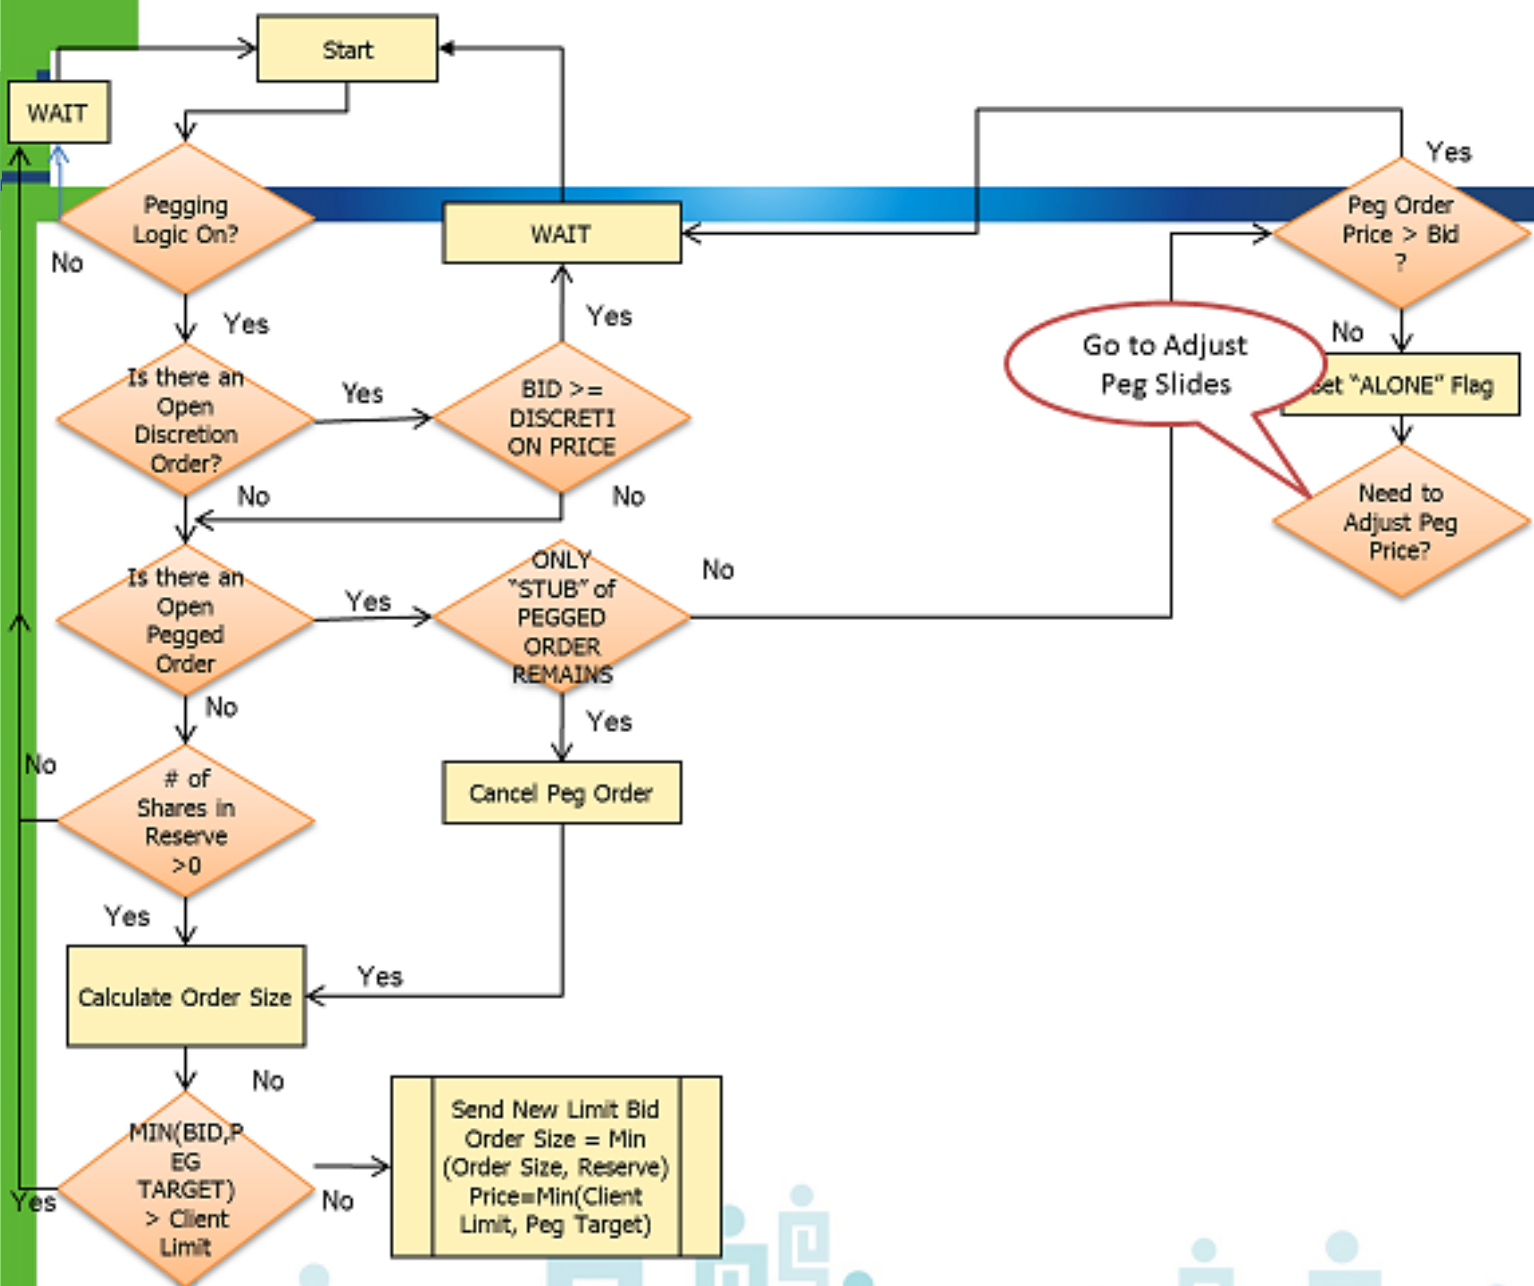 Start
WAIT
Yes
Pegging
Logic On?
WAIT
Peg Order
Price > Bid
?
No
Yes
Yes
No
Go to Adjust
Peg Slides
et “ALONE” Flag
Is there an
Open
Discretion
Order?
Yes
BID >=
DISCRETI
ON PRICE
No
No
Need to
Adjust Peg
Price?
Is there an
Open
Pegged
Order
Yes
ONLY
“STUB” of
PEGGED
ORDER
REMAINS
No
No
Yes
No
# of
Shares in
Reserve
>0
Cancel Peg Order
Yes
Calculate Order Size
Yes
No
MIN(BID,P
EG
TARGET)
> Client
Limit
Yes
No
Send New Limit Bid
Order Size = Min
(Order Size, Reserve)
Price=Min(Client
Limit, Peg Target)